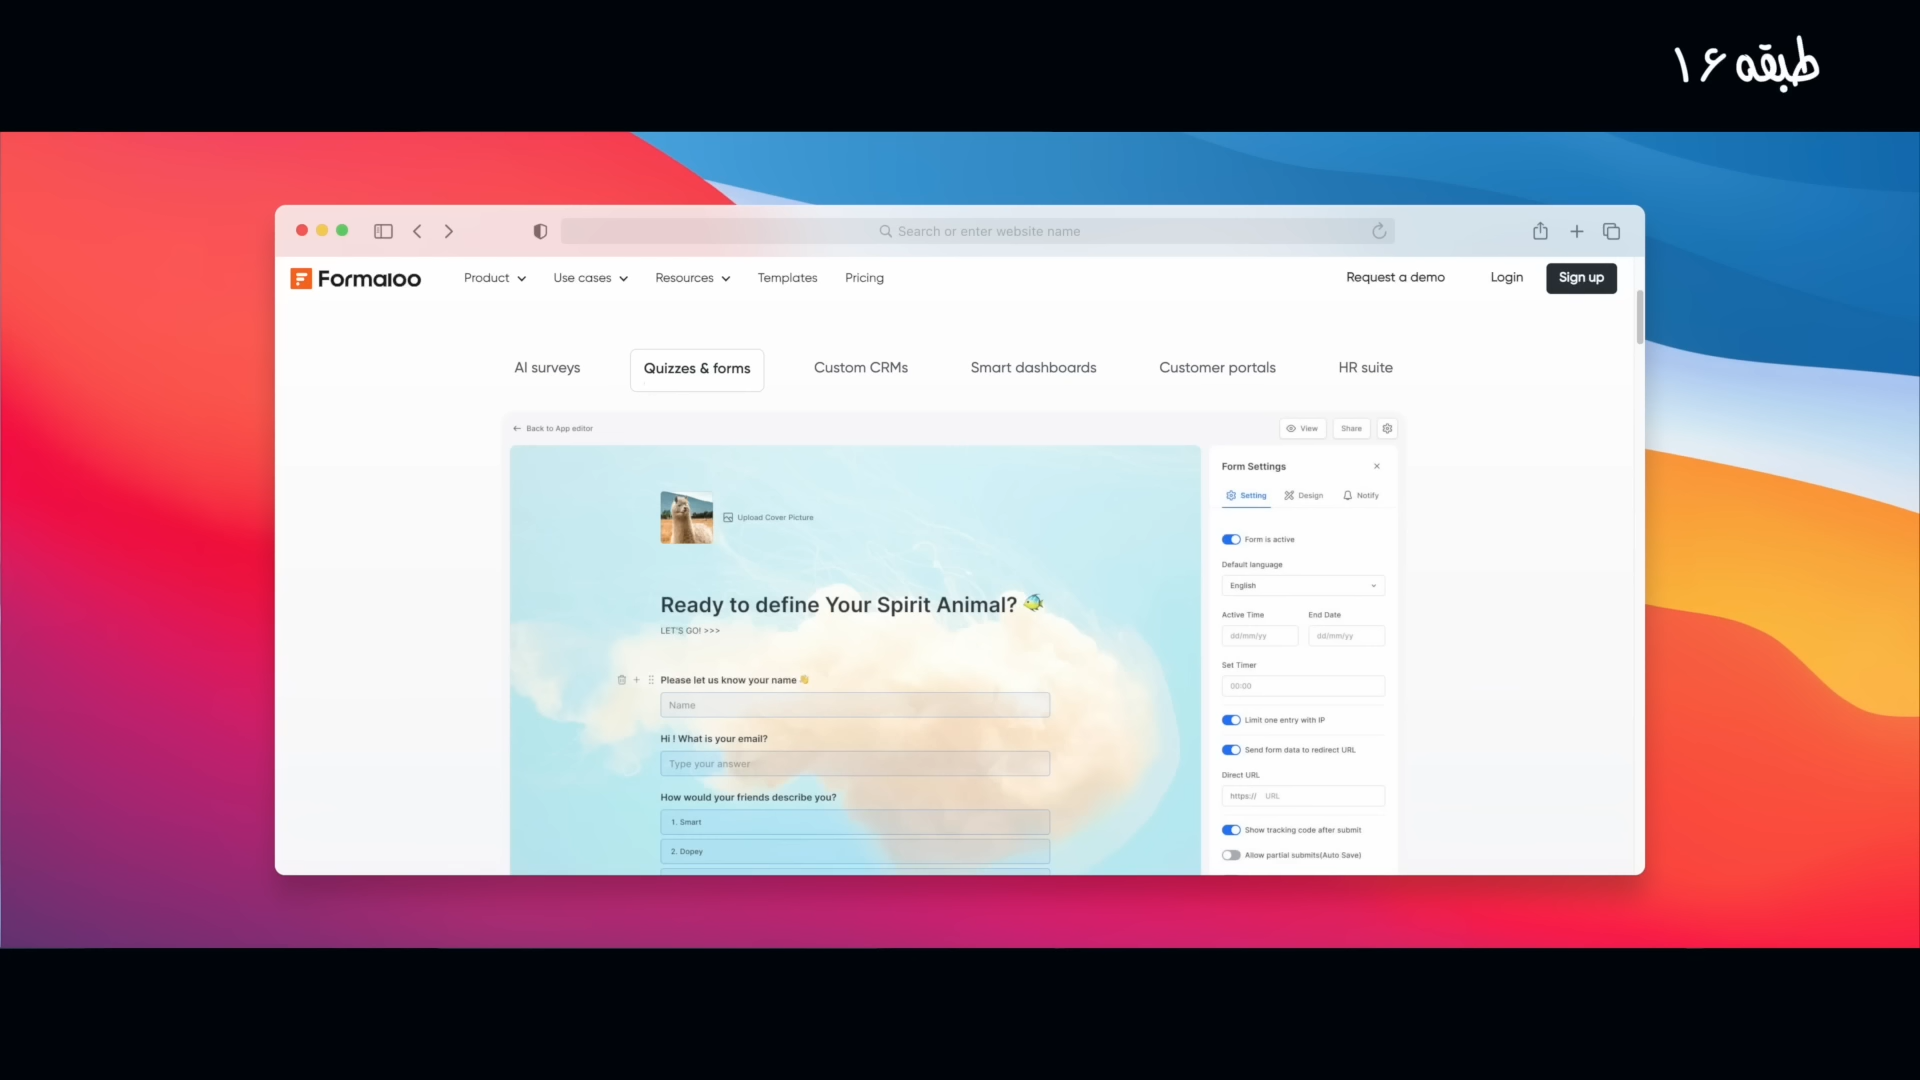 طبقه ۱۶
Search or enter website name
Formaloo
Product
Use cases
Resources
Templates
Pricing
Request a demo
Login
Sign up
AI surveys
Quizzes & forms
Custom CRMs
Smart dashboards
Customer portals
HR suite
Back to App editor
View
Share
Upload Cover Picture
Ready to define Your Spirit Animal?
LET'S GO! >>>
Please let us know your name
Name
Hi ! What is your email?
Type your answer
How would your friends describe you?
1. Smart
2. Dopey
Form Settings
Setting
Design
Notify
Form is active
Default language
English
Active Time
End Date
dd/mm/yy
dd/mm/yy
Set Timer
00:00
Limit one entry with IP
Send form data to redirect URL
Direct URL
https:// URL
Show tracking code after submit
Allow partial submits(Auto Save)